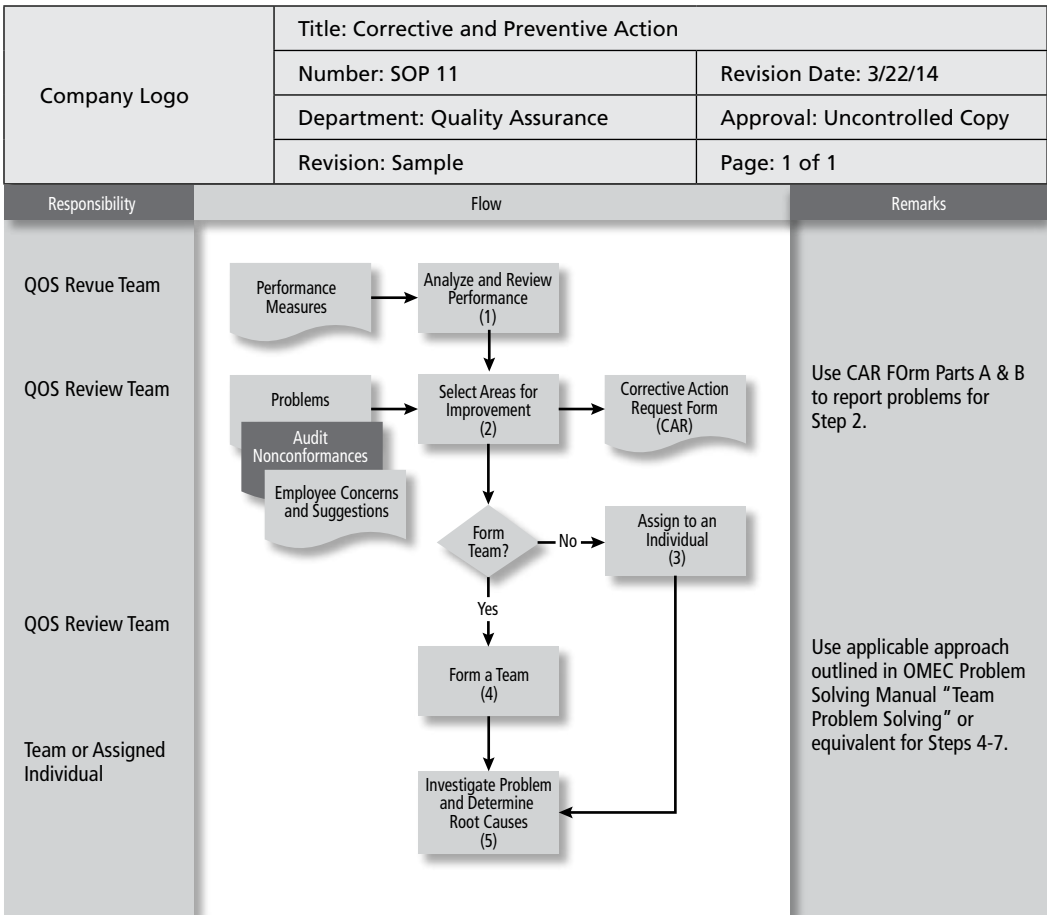 Company Logo
Title: Corrective and Preventive Action
Number: SOP 11
Revision Date: 3/22/14
Department: Quality Assurance
Approval: Uncontrolled Copy
Revision: Sample
Page: 1 of 1
Responsibility
Flow
Remarks
QOS Revue Team
Performance
Measures
Analyze and Review
Performance
(1)
QOS Review Team
Problems
Audit
Nonconformances
Employee Concerns
and Suggestions
Select Areas for
Improvement
(2)
Corrective Action
Request Form
(CAR)
Use CAR FOrm Parts A & B
to report problems for
Step 2.
Form
Team?
No
Assign to an
Individual
(3)
Yes
QOS Review Team
Form a Team
(4)
Use applicable approach
outlined in OMEC Problem
Solving Manual "Team
Problem Solving" or
equivalent for Steps 4-7.
Team or Assigned
Individual
Investigate Problem
and Determine
Root Causes
(5)